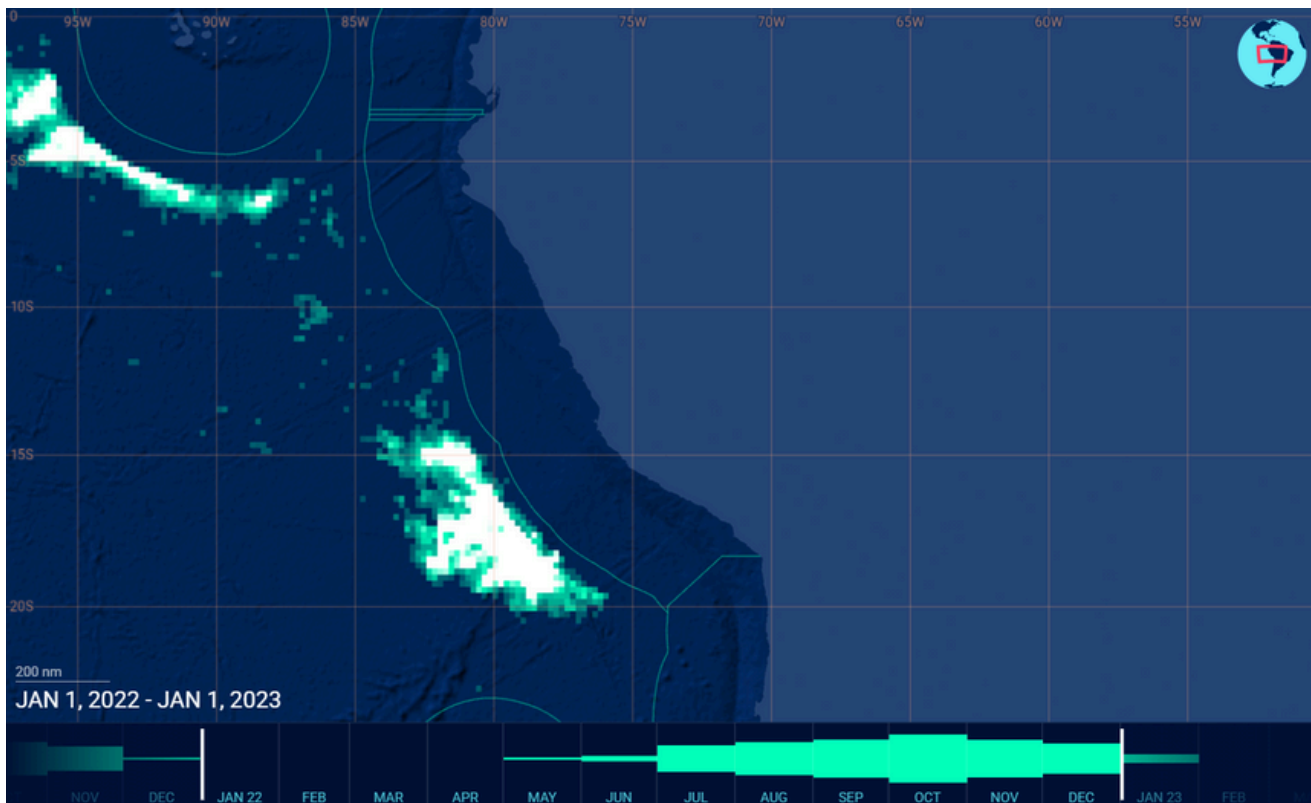 0 95W 90W 85W 80W 75W 70W 65W 60W 55W
5S
10S
15S
20S
200 nm
JAN 1, 2022 - JAN 1, 2023
NOV DEC JAN 22 FEB MAR APR MAY JUN JUL AUG SEP OCT NOV DEC JAN 23 FEB